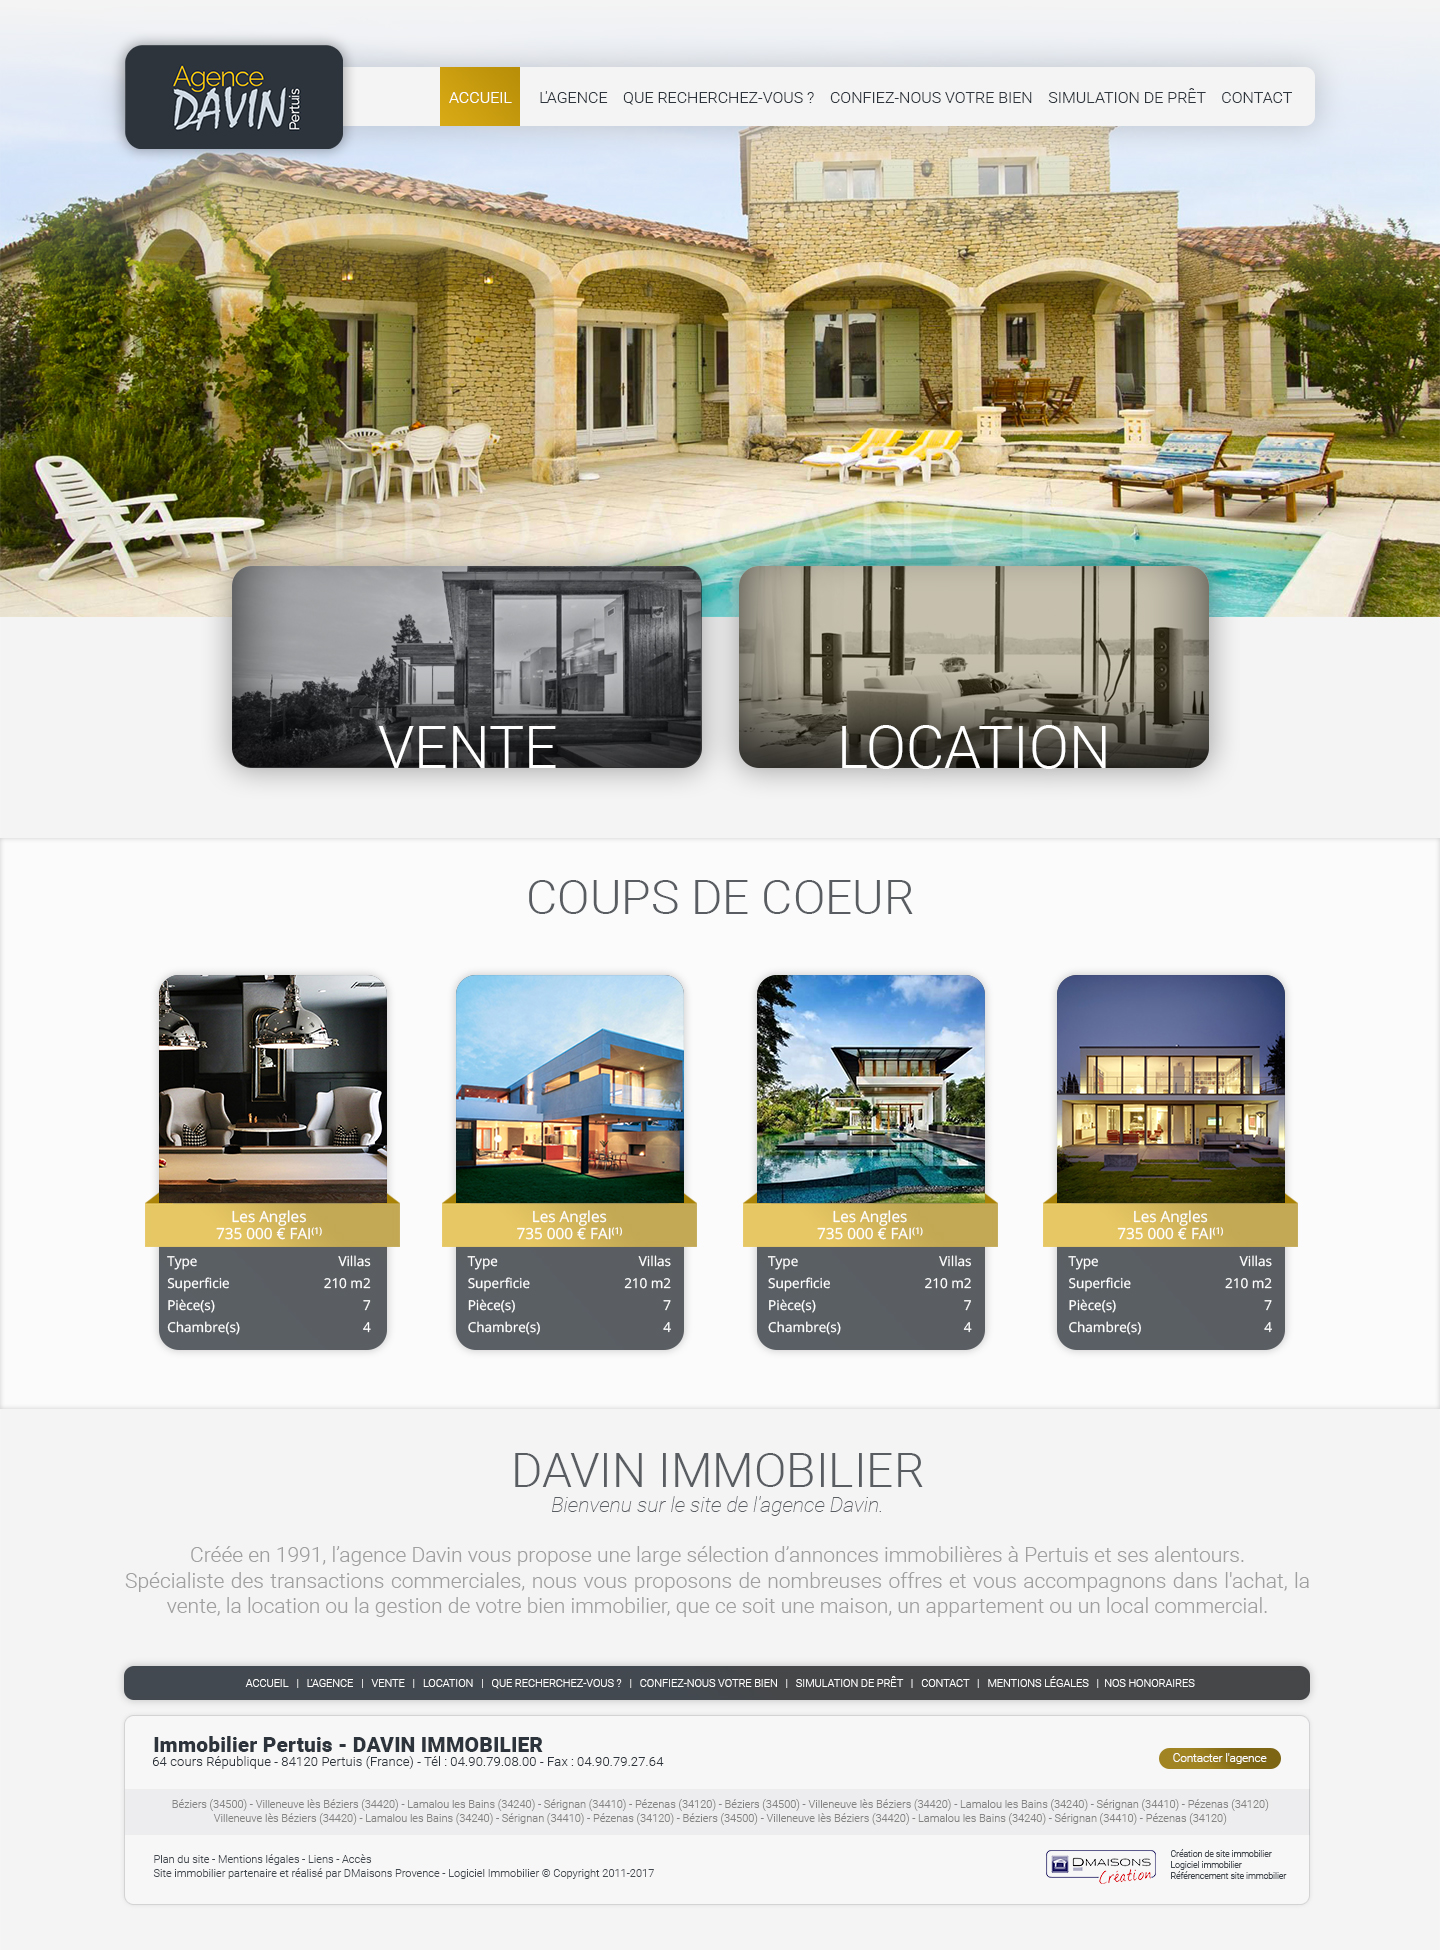 Agence
DAVIN
Pertuis
ACCUEIL L'AGENCE QUE RECHERCHEZ-VOUS ? CONFIEZ-NOUS VOTRE BIEN SIMULATION DE PRÊT CONTACT
PROVACANCES
VENTE
LOCATION
COUPS DE COEUR
Les Angles
735 000 € FAI(1)
Type Villas
Superficie 210 m2
Pièce(s) 7
Chambre(s) 4
Les Angles
735 000 € FAI(1)
Type Villas
Superficie 210 m2
Pièce(s) 7
Chambre(s) 4
Les Angles
735 000 € FAI(1)
Type Villas
Superficie 210 m2
Pièce(s) 7
Chambre(s) 4
Les Angles
735 000 € FAI(1)
Type Villas
Superficie 210 m2
Pièce(s) 7
Chambre(s) 4
DAVIN IMMOBILIER
Bienvenu sur le site de l'agence Davin.
Créée en 1991, l’agence Davin vous propose une large sélection d’annonces immobilières à Pertuis et ses alentours.
Spécialiste des transactions commerciales, nous vous proposons de nombreuses offres et vous accompagnons dans l'achat, la
vente, la location ou la gestion de votre bien immobilier, que ce soit une maison, un appartement ou un local commercial.
ACCUEIL | L'AGENCE | VENTE | LOCATION | QUE RECHERCHEZ-VOUS ? | CONFIEZ-NOUS VOTRE BIEN | SIMULATION DE PRÊT | CONTACT | MENTIONS LÉGALES | NOS HONORAIRES
Immobilier Pertuis - DAVIN IMMOBILIER
64 cours République - 84120 Pertuis (France) - Tél : 04.90.79.08.00 - Fax : 04.90.79.27.64
Contacter l'agence
Béziers (34500) - Villeneuve lès Béziers (34420) - Lamalou les Bains (34240) - Sérignan (34410) - Pézenas (34120) - Béziers (34500) - Villeneuve lès Béziers (34420) - Lamalou les Bains (34240) - Sérignan (34410) - Pézenas (34120)
Villeneuve lès Béziers (34420) - Lamalou les Bains (34240) - Sérignan (34410) - Pézenas (34120) - Béziers (34500) - Villeneuve lès Béziers (34420) - Lamalou les Bains (34240) - Sérignan (34410) - Pézenas (34120)
Plan du site - Mentions légales - Liens - Accès
Site immobilier partenaire et réalisé par DMaisons Provence - Logiciel Immobilier © Copyright 2011-2017
DMAISONS
Création
Création de site immobilier
Logiciel immobilier
Référencement site immobilier